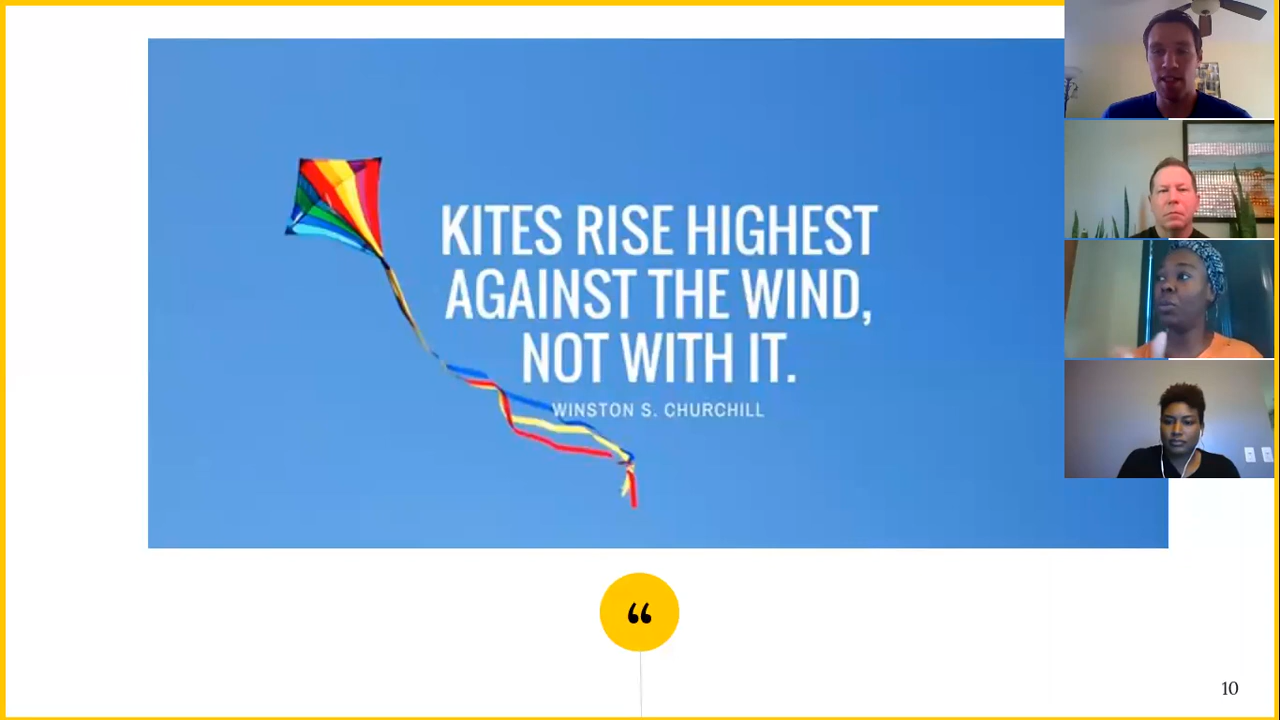 KITES RISE HIGHEST
AGAINST THE WIND,
NOT WITH IT.
WINSTON S. CHURCHILL
“
10